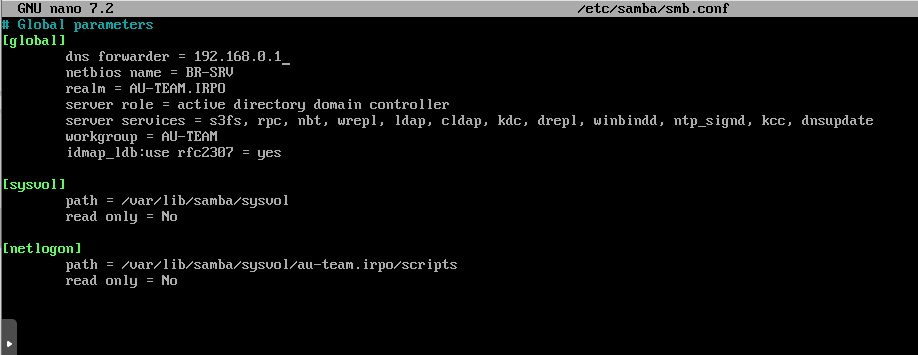 GNU nano 7.2 /etc/samba/smb.conf
# Global parameters
[global]
dns forwarder = 192.168.0.1_
netbios name = BR-SRV
realm = AU-TEAM.IRPO
server role = active directory domain controller
server services = s3fs, rpc, nbt, wrepl, ldap, cldap, kdc, drepl, winbindd, ntp_signd, kcc, dnsupdate
workgroup = AU-TEAM
idmap_ldb:use rfc2307 = yes
[sysvol]
path = /var/lib/samba/sysvol
read only = No
[netlogon]
path = /var/lib/samba/sysvol/au-team.irpo/scripts
read only = No